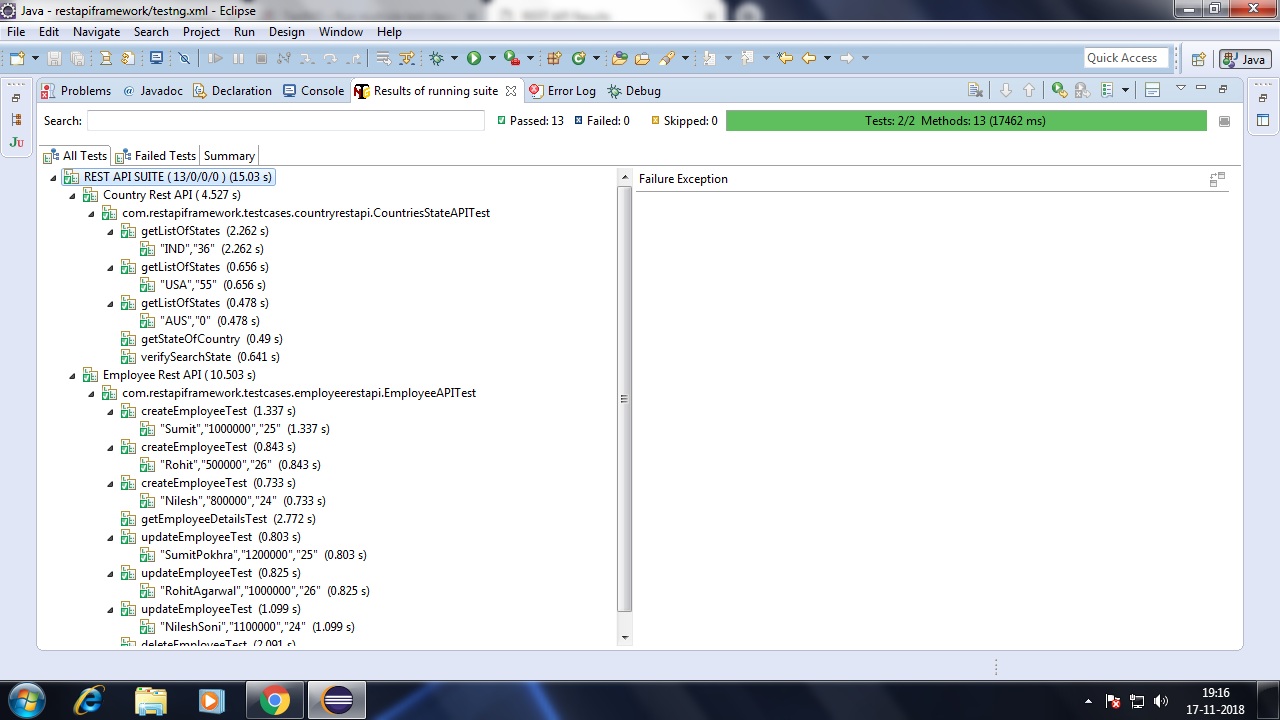 Java - restapiframework/testng.xml - Eclipse
File Edit Navigate Search Project Run Design Window Help
Quick Access
Java
Problems @ Javadoc Declaration Console Results of running suite Error Log Debug
Search: Passed: 13 Failed: 0 Skipped: 0 Tests: 2/2 Methods: 13 (17462 ms)
JU
All Tests Failed Tests Summary
REST API SUITE ( 13/0/0/0 ) (15.03 s)
Failure Exception
Country Rest API ( 4.527 s)
com.restapiframework.testcases.countryrestapi.CountriesStateAPITest
getListOfStates (2.262 s)
"IND","36" (2.262 s)
getListOfStates (0.656 s)
"USA","55" (0.656 s)
getListOfStates (0.478 s)
"AUS","0" (0.478 s)
getStateOfCountry (0.49 s)
verifySearchState (0.641 s)
Employee Rest API ( 10.503 s)
com.restapiframework.testcases.employeerestapi.EmployeeAPITest
createEmployeeTest (1.337 s)
"Sumit","1000000","25" (1.337 s)
createEmployeeTest (0.843 s)
"Rohit","500000","26" (0.843 s)
createEmployeeTest (0.733 s)
"Nilesh","800000","24" (0.733 s)
getEmployeeDetailsTest (2.772 s)
updateEmployeeTest (0.803 s)
"SumitPokhra","1200000","25" (0.803 s)
updateEmployeeTest (0.825 s)
"RohitAgarwal","1000000","26" (0.825 s)
updateEmployeeTest (1.099 s)
"NileshSoni","1100000","24" (1.099 s)
deleteEmployeeTest (2.091 s)
19:16
17-11-2018